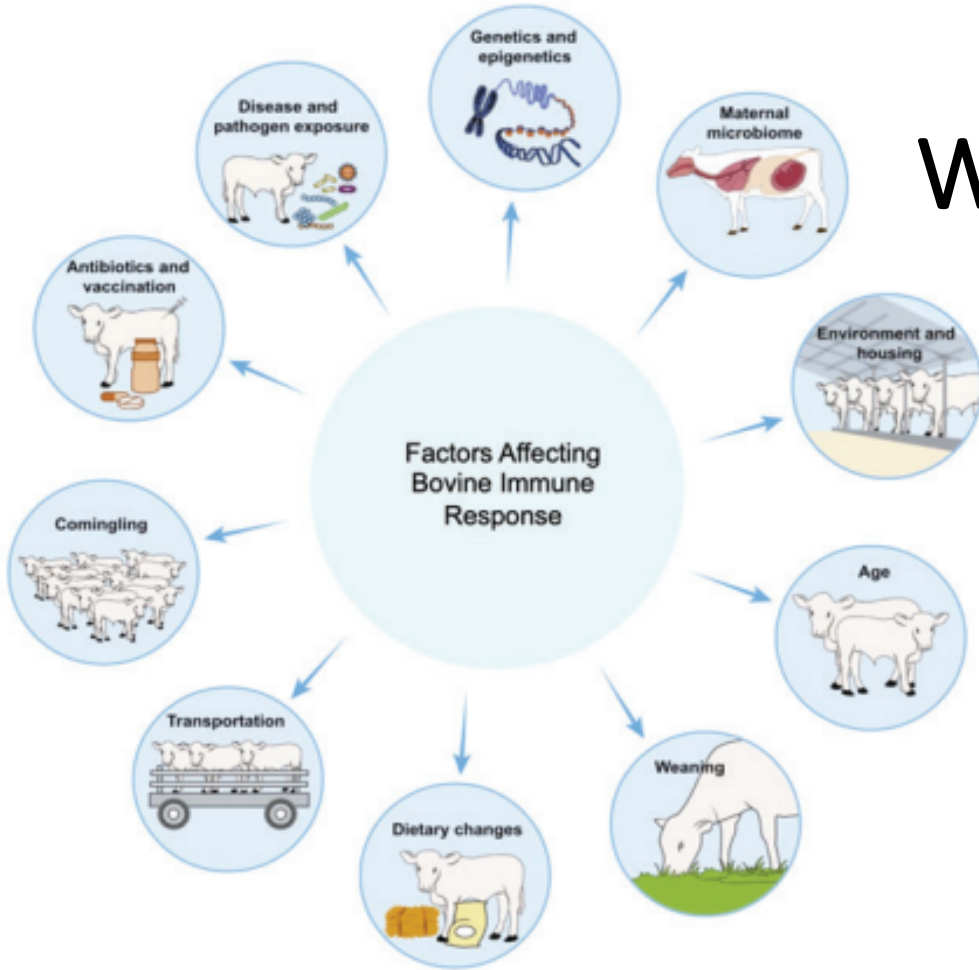 Genetics and
epigenetics
Disease and
pathogen exposure
Maternal
microbiome
W
Antibiotics and
vaccination
Environment and
housing
Factors Affecting
Bovine Immune
Response
Comingling
Age
Transportation
Weaning
Dietary changes